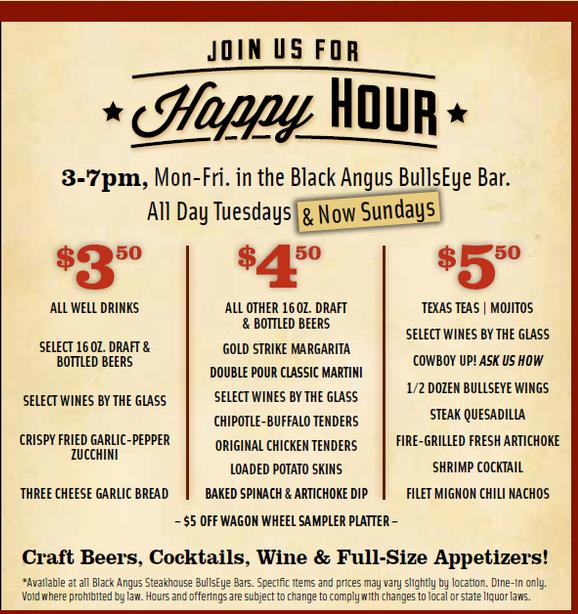 JOIN US FOR
Happy HOUR
3-7pm, Mon-Fri. in the Black Angus BullsEye Bar.
All Day Tuesdays & Now Sundays
$3.50
ALL WELL DRINKS
SELECT 16 OZ. DRAFT &
BOTTLED BEERS
SELECT WINES BY THE GLASS
CRISPY FRIED GARLIC-PEPPER
ZUCCHINI
THREE CHEESE GARLIC BREAD
$4.50
ALL OTHER 16 OZ. DRAFT
& BOTTLED BEERS
GOLD STRIKE MARGARITA
DOUBLE POUR CLASSIC MARTINI
SELECT WINES BY THE GLASS
CHIPOTLE-BUFFALO TENDERS
ORIGINAL CHICKEN TENDERS
LOADED POTATO SKINS
BAKED SPINACH & ARTICHOKE DIP
$5.50
TEXAS TEAS | MOJITOS
SELECT WINES BY THE GLASS
COWBOY UP! ASK US HOW
1/2 DOZEN BULLSEYE WINGS
STEAK QUESADILLA
FIRE-GRILLED FRESH ARTICHOKE
SHRIMP COCKTAIL
FILET MIGNON CHILI NACHOS
– $5 OFF WAGON WHEEL SAMPLER PLATTER –
Craft Beers, Cocktails, Wine & Full-Size Appetizers!
*Available at all Black Angus Steakhouse BullsEye Bars. Specific items and prices may vary slightly by location. Dine-in only.
Void where prohibited by law. Hours and offerings are subject to change to comply with changes to local or state liquor laws.